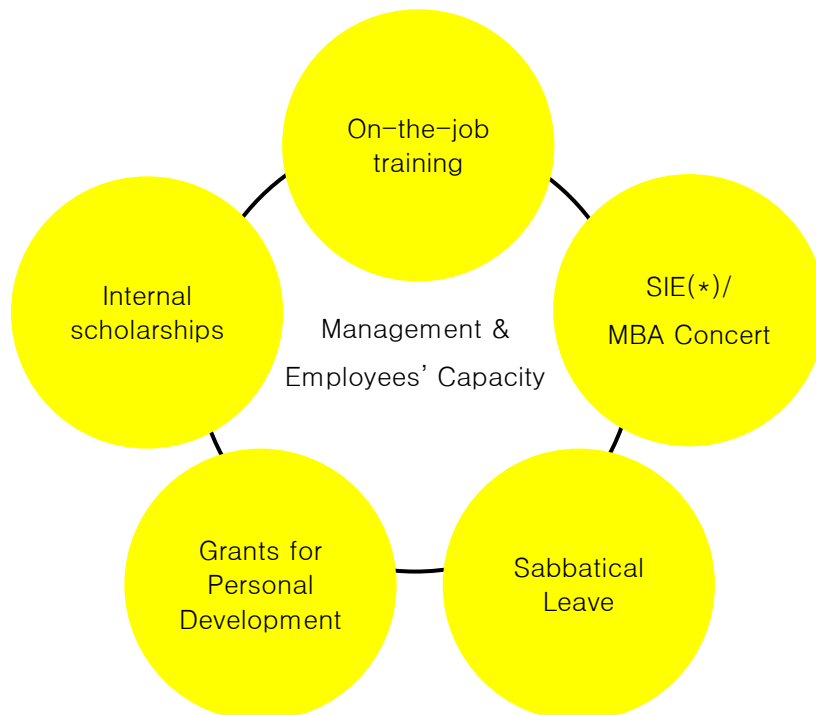 On-the-job
training
SIE(*)/
MBA Concert
Internal
scholarships
Management &
Employees’ Capacity
Grants for
Personal
Development
Sabbatical
Leave